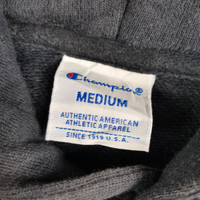 Champion
MEDIUM
AUTHENTIC AMERICAN
ATHLETIC APPAREL
SINCE 1919 U.S.A.